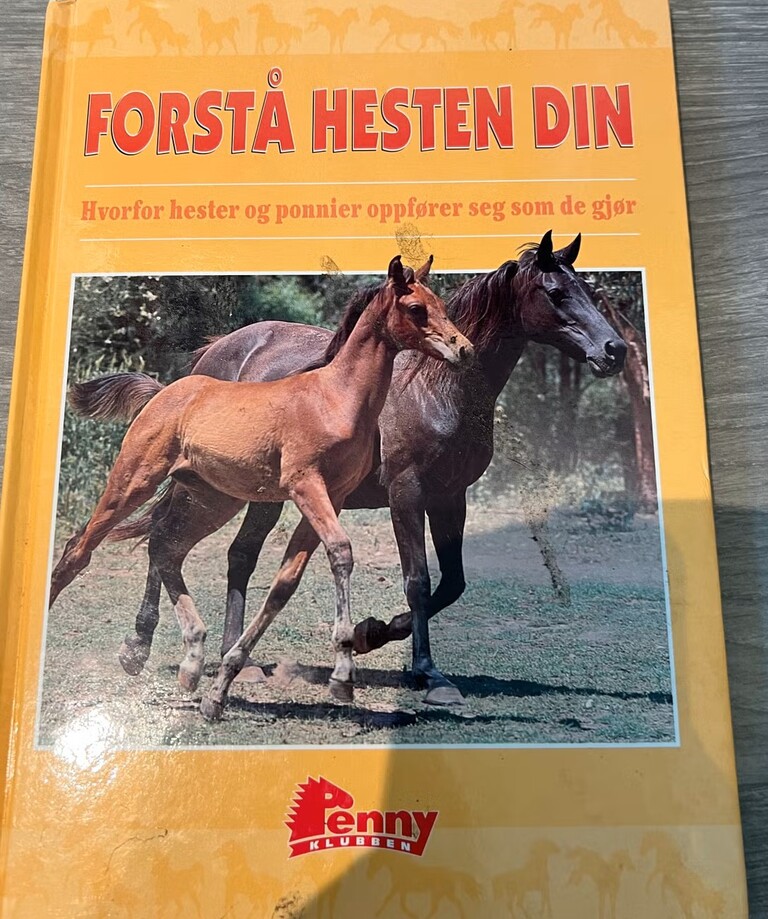 FORSTÅ HESTEN DIN
Hvorfor hester og ponnier oppfører seg som de gjør
Penny
KLUBBEN